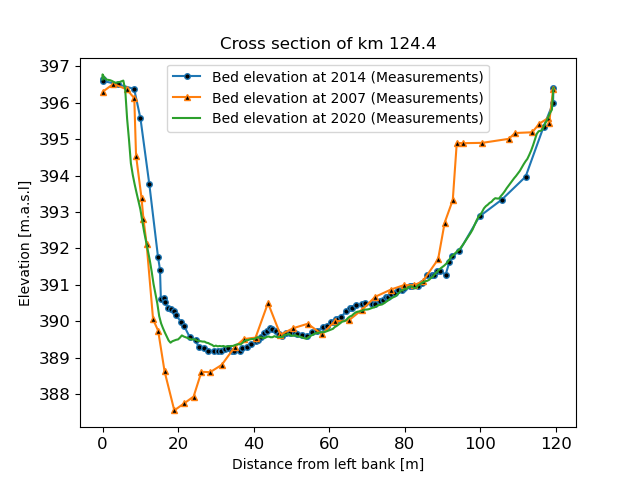 Cross section of km 124.4
Bed elevation at 2014 (Measurements)
Bed elevation at 2007 (Measurements)
Bed elevation at 2020 (Measurements)
Elevation [m.a.s.l]
397
396
395
394
393
392
391
390
389
388
0 20 40 60 80 100 120
Distance from left bank [m]